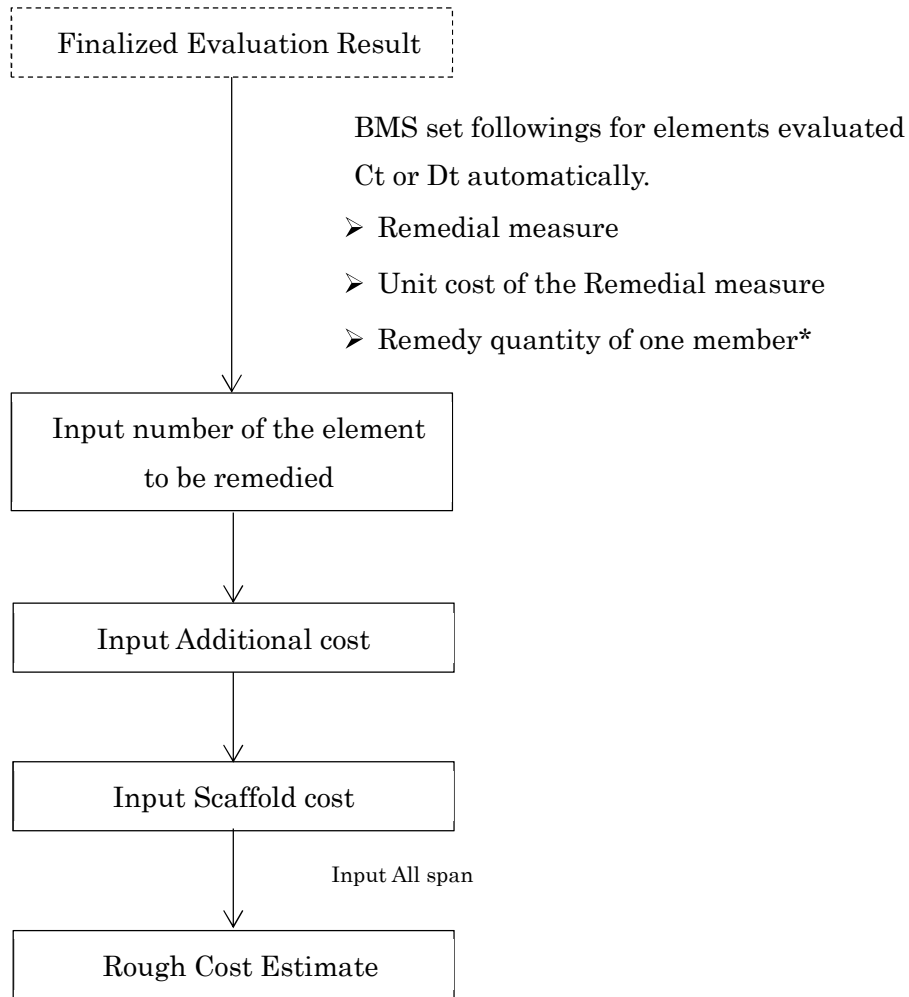 Finalized Evaluation Result
BMS set followings for elements evaluated
Ct or Dt automatically.
➢ Remedial measure
➢ Unit cost of the Remedial measure
➢ Remedy quantity of one member*
Input number of the element
to be remedied
Input Additional cost
Input Scaffold cost
Input All span
Rough Cost Estimate